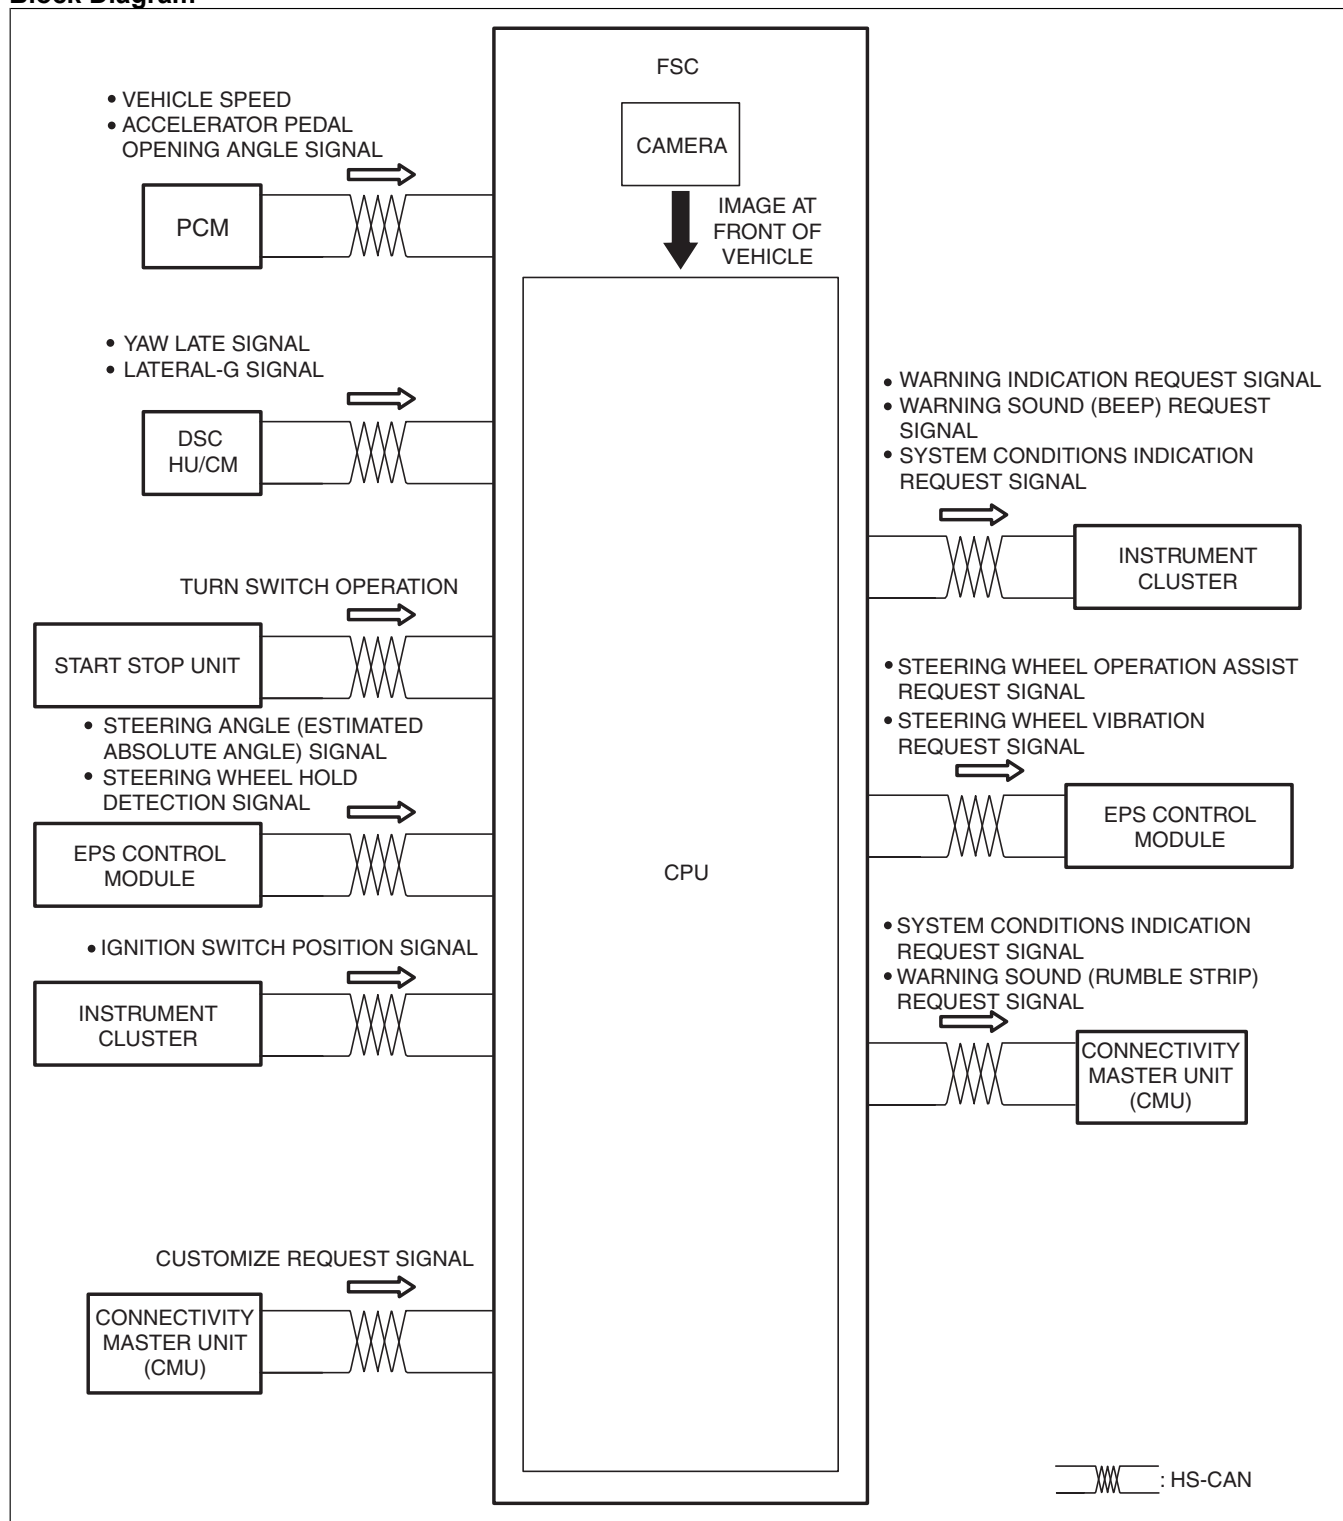 Block Diagram
FSC
CAMERA
IMAGE AT
FRONT OF
VEHICLE
CPU
• VEHICLE SPEED
• ACCELERATOR PEDAL
OPENING ANGLE SIGNAL
PCM
• YAW LATE SIGNAL
• LATERAL-G SIGNAL
DSC
HU/CM
TURN SWITCH OPERATION
START STOP UNIT
• STEERING ANGLE (ESTIMATED
ABSOLUTE ANGLE) SIGNAL
• STEERING WHEEL HOLD
DETECTION SIGNAL
EPS CONTROL
MODULE
• IGNITION SWITCH POSITION SIGNAL
INSTRUMENT
CLUSTER
CUSTOMIZE REQUEST SIGNAL
CONNECTIVITY
MASTER UNIT
(CMU)
• WARNING INDICATION REQUEST SIGNAL
• WARNING SOUND (BEEP) REQUEST
SIGNAL
• SYSTEM CONDITIONS INDICATION
REQUEST SIGNAL
INSTRUMENT
CLUSTER
• STEERING WHEEL OPERATION ASSIST
REQUEST SIGNAL
• STEERING WHEEL VIBRATION
REQUEST SIGNAL
EPS CONTROL
MODULE
• SYSTEM CONDITIONS INDICATION
REQUEST SIGNAL
• WARNING SOUND (RUMBLE STRIP)
REQUEST SIGNAL
CONNECTIVITY
MASTER UNIT
(CMU)
: HS-CAN